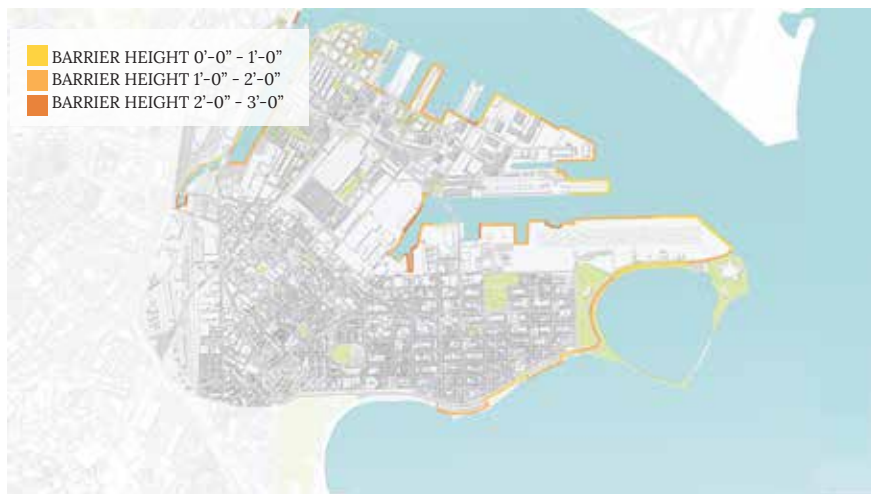 BARRIER HEIGHT 0’-0” - 1’-0”
BARRIER HEIGHT 1’-0” - 2’-0”
BARRIER HEIGHT 2’-0” - 3’-0”